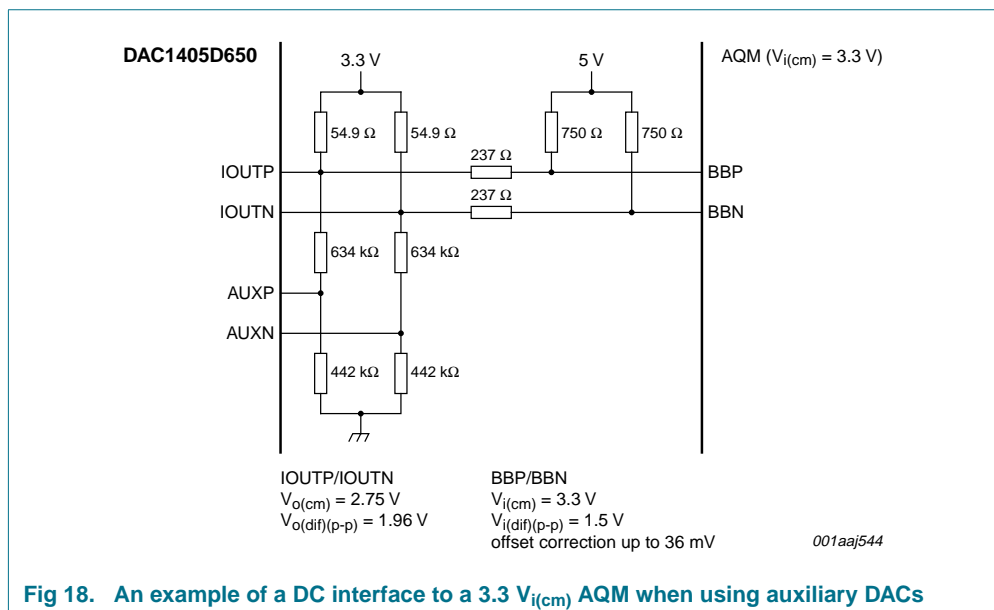 DAC1405D650
3.3 V
5 V
AQM (Vi(cm) = 3.3 V)
54.9 Ω
54.9 Ω
750 Ω
750 Ω
237 Ω
IOUTP
BBP
237 Ω
IOUTN
BBN
634 kΩ
634 kΩ
AUXP
AUXN
442 kΩ
442 kΩ
IOUTP/IOUTN
Vo(cm) = 2.75 V
Vo(dif)(p-p) = 1.96 V
BBP/BBN
Vi(cm) = 3.3 V
Vi(dif)(p-p) = 1.5 V
offset correction up to 36 mV
001aaj544
Fig 18. An example of a DC interface to a 3.3 Vi(cm) AQM when using auxiliary DACs